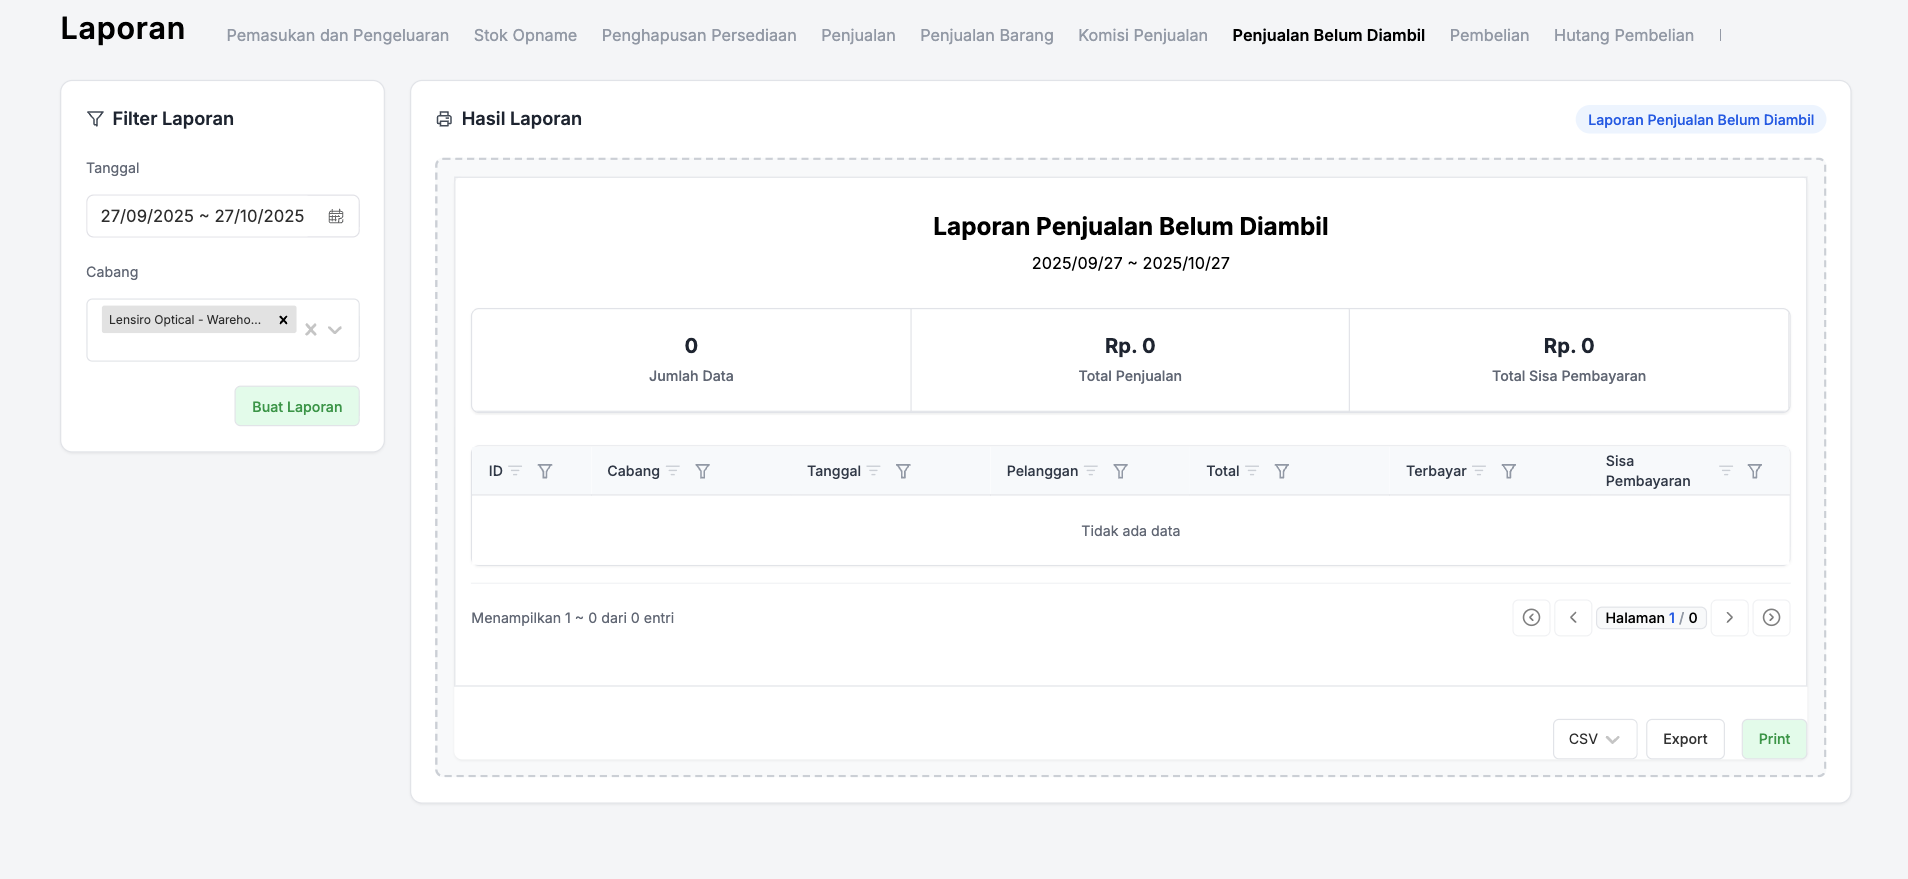 Laporan
Pemasukan dan Pengeluaran Stok Opname Penghapusan Persediaan Penjualan Penjualan Barang Komisi Penjualan Penjualan Belum Diambil Pembelian Hutang Pembelian
Filter Laporan
Tanggal
27/09/2025 ~ 27/10/2025
Cabang
Lensiro Optical - Wareho...
Buat Laporan
Hasil Laporan
Laporan Penjualan Belum Diambil
Laporan Penjualan Belum Diambil
2025/09/27 ~ 2025/10/27
0 Rp. 0 Rp. 0
Jumlah Data Total Penjualan Total Sisa Pembayaran
ID Cabang Tanggal Pelanggan Total Terbayar Sisa
Pembayaran
Tidak ada data
Menampilkan 1 ~ 0 dari 0 entri
Halaman 1 / 0
CSV Export Print